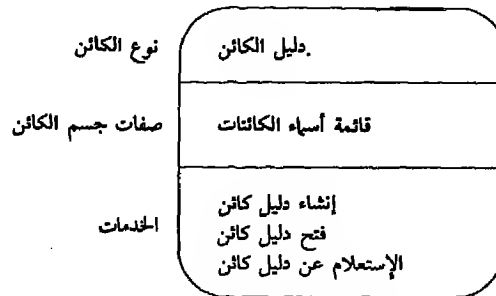 نوع الكائن
دليل الكائن.
صفات جسم الكائن
قائمة أسماء الكائنات
الخدمات
إنشاء دليل كائن
فتح دليل كائن
الإستعلام عن دليل كائن